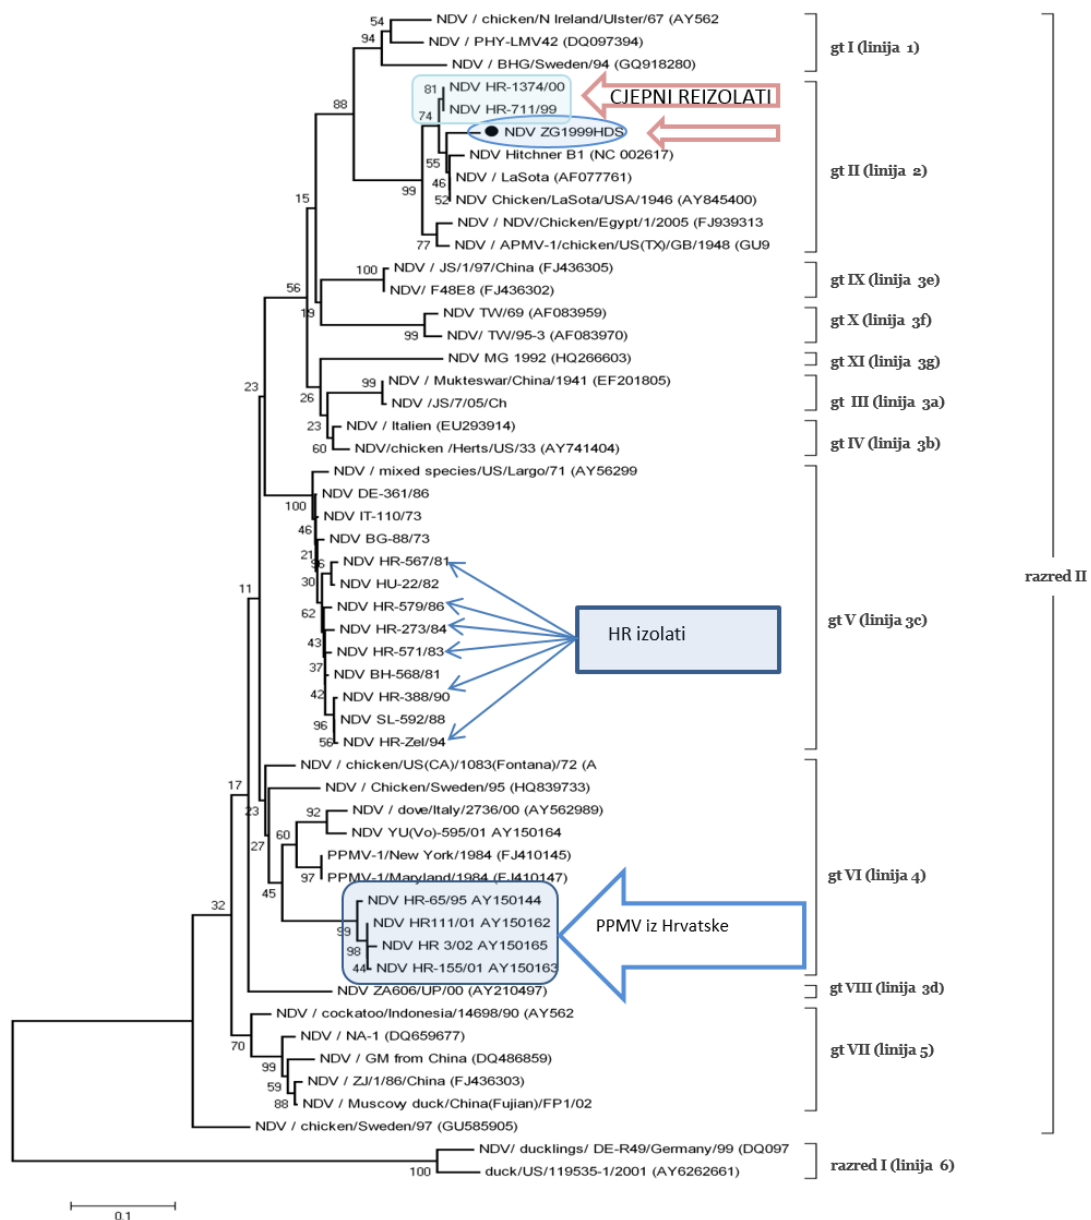 54
NDV / chicken/N Ireland/Ulster/67 (AY562
94
NDV / PHY-LMV42 (DQ097394)
gt I (linija 1)
NDV / BHG/Sweden/94 (GQ918280)
88
81
NDV HR-1374/00
CJEPNI REIZOLATI
NDV HR-711/99
74
NDV ZG1999HDS
55
NDV Hitchner B1 (NC 002617)
gt II (linija 2)
46
NDV / LaSota (AF077761)
99
52
NDV Chicken/LaSota/USA/1946 (AY845400)
15
NDV / NDV/Chicken/Egypt/1/2005 (FJ939313
77
NDV / APMV-1/chicken/US(TX)/GB/1948 (GU9
100
NDV / JS/1/97/China (FJ436305)
gt IX (linija 3e)
56
NDV/ F48E8 (FJ436302)
19
NDV TW/69 (AF083959)
gt X (linija 3f)
99
NDV/ TW/95-3 (AF083970)
NDV MG 1992 (HQ266603)
gt XI (linija 3g)
23
99
NDV / Mukteswar/China/1941 (EF201805)
26
NDV /JS/7/05/Ch
gt III (linija 3a)
23
NDV / Italien (EU293914)
gt IV (linija 3b)
60
NDV/chicken /Herts/US/33 (AY741404)
NDV / mixed species/US/Largo/71 (AY56299
NDV DE-361/86
100
NDV IT-110/73
46
NDV BG-88/73
21
96
NDV HR-567/81
razred II
11
30
NDV HU-22/82
62
NDV HR-579/86
NDV HR-273/84
HR izolati
gt V (linija 3c)
43
NDV HR-571/83
37
NDV BH-568/81
42
NDV HR-388/90
96
NDV SL-592/88
56
NDV HR-Zel/94
NDV / chicken/US(CA)/1083(Fontana)/72 (A
17
NDV / Chicken/Sweden/95 (HQ839733)
23
92
NDV / dove/Italy/2736/00 (AY562989)
60
NDV YU(Vo)-595/01 AY150164
27
PPMV-1/New York/1984 (FJ410145)
97
PPMV-1/Maryland/1984 (FJ410147)
gt VI (linija 4)
45
NDV HR-65/95 AY150144
32
99
NDV HR111/01 AY150162
PPMV iz Hrvatske
98
NDV HR 3/02 AY150165
44
NDV HR-155/01 AY150163
NDV ZA606/UP/00 (AY210497)
gt VIII (linija 3d)
NDV / cockatoo/Indonesia/14698/90 (AY562
70
NDV / NA-1 (DQ659677)
gt VII (linija 5)
99
NDV / GM from China (DQ486859)
59
NDV / ZJ/1/86/China (FJ436303)
88
NDV / Muscowy duck/China(Fujian)/FP1/02
NDV / chicken/Sweden/97 (GU585905)
NDV/ ducklings/ DE-R49/Germany/99 (DQ097
razred I (linija 6)
100
duck/US/119535-1/2001 (AY6262661)
0.1